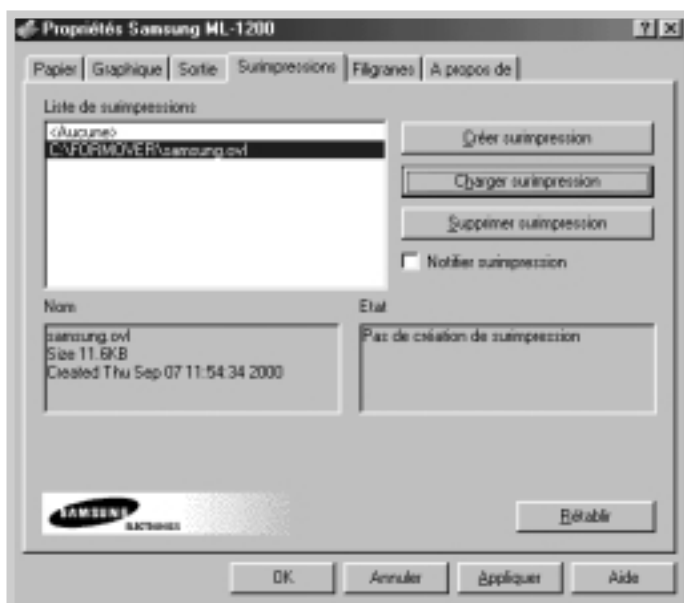 Propriétés Samsung ML-1200
Papier Graphique Sortie Surimpressions Filigranes A propos de
Liste de surimpressions
<Aucune>
C:\FORMOVER\samsung.ovl
Créer surimpression
Charger surimpression
Supprimer surimpression
Notifier surimpression
Nom
samsung.ovl
Size 11.6KB
Created Thu Sep 07 11:54:34 2000
Etat
Pas de création de surimpression
SAMSUNG
ELECTRONICS
Rétablir
OK
Annuler
Appliquer
Aide